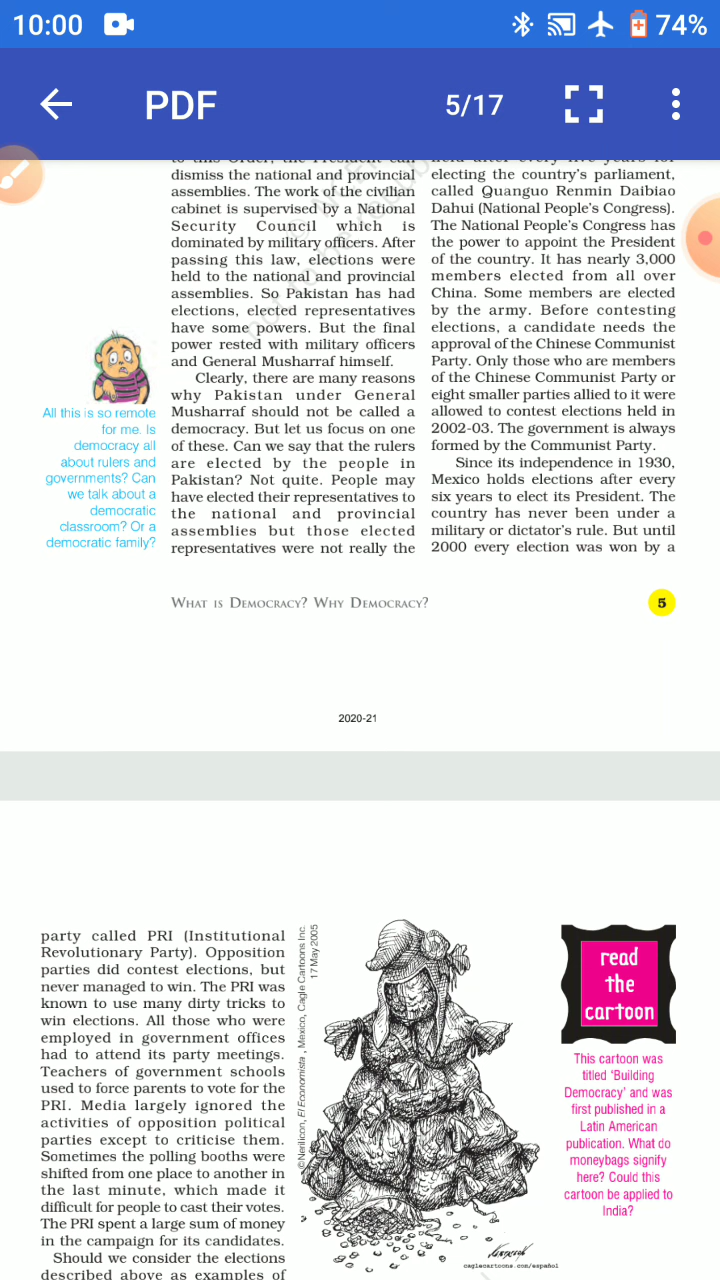 10:00
74%
PDF
5/17
to this Order, the President can
dismiss the national and provincial
assemblies. The work of the civilian
cabinet is supervised by a National
Security Council which is
dominated by military officers. After
passing this law, elections were
held to the national and provincial
assemblies. So Pakistan has had
elections, elected representatives
have some powers. But the final
power rested with military officers
and General Musharraf himself.
Clearly, there are many reasons
why Pakistan under General
Musharraf should not be called a
democracy. But let us focus on one
of these. Can we say that the rulers
are elected by the people in
Pakistan? Not quite. People may
have elected their representatives to
the national and provincial
assemblies but those elected
representatives were not really the
All this is so remote
for me. Is
democracy all
about rulers and
governments? Can
we talk about a
democratic
classroom? Or a
democratic family?
held after every five years for
electing the country's parliament,
called Quanguo Renmin Daibiao
Dahui (National People's Congress).
The National People's Congress has
the power to appoint the President
of the country. It has nearly 3,000
members elected from all over
China. Some members are elected
by the army. Before contesting
elections, a candidate needs the
approval of the Chinese Communist
Party. Only those who are members
of the Chinese Communist Party or
eight smaller parties allied to it were
allowed to contest elections held in
2002-03. The government is always
formed by the Communist Party.
Since its independence in 1930,
Mexico holds elections after every
six years to elect its President. The
country has never been under a
military or dictator's rule. But until
2000 every election was won by a
WHAT IS DEMOCRACY? WHY DEMOCRACY?
5
2020-21
party called PRI (Institutional
Revolutionary Party). Opposition
parties did contest elections, but
never managed to win. The PRI was
known to use many dirty tricks to
win elections. All those who were
employed in government offices
had to attend its party meetings.
Teachers of government schools
used to force parents to vote for the
PRI. Media largely ignored the
activities of opposition political
parties except to criticise them.
Sometimes the polling booths were
shifted from one place to another in
the last minute, which made it
difficult for people to cast their votes.
The PRI spent a large sum of money
in the campaign for its candidates.
Should we consider the elections
described above as examples of
©Nerilicon, El Economista, Mexico, Cagle Cartoons Inc.
17 May 2005
caglecartoons.com/español
read
the
cartoon
This cartoon was
titled 'Building
Democracy' and was
first published in a
Latin American
publication. What do
moneybags signify
here? Could this
cartoon be applied to
India?